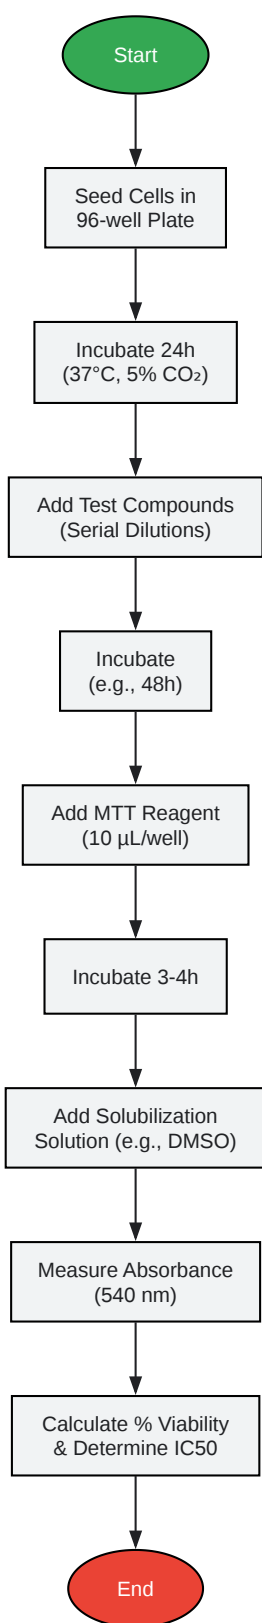 Start
Seed Cells in
96-well Plate
Incubate 24h
(37°C, 5% CO₂)
Add Test Compounds
(Serial Dilutions)
Incubate
(e.g., 48h)
Add MTT Reagent
(10 µL/well)
Incubate 3-4h
Add Solubilization
Solution (e.g., DMSO)
Measure Absorbance
(540 nm)
Calculate % Viability
& Determine IC50
End